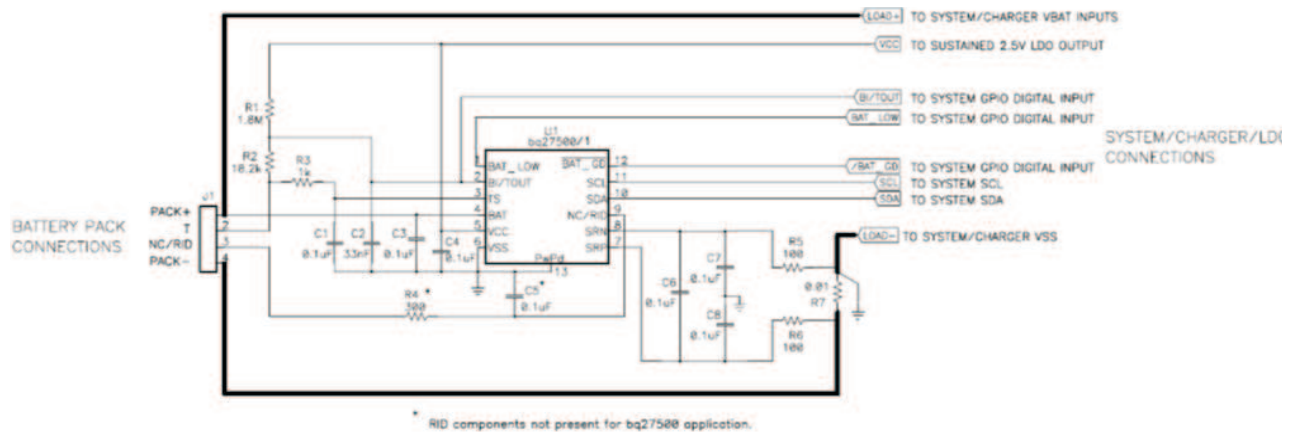 LOAD+ TO SYSTEM/CHARGER VBAT INPUTS
VCC TO SUSTAINED 2.5V LDO OUTPUT
BI/TOUT TO SYSTEM GPIO DIGITAL INPUT
BAT_LOW TO SYSTEM GPIO DIGITAL INPUT
SYSTEM/CHARGER/LD
CONNECTIONS
/BAT_GD TO SYSTEM GPIO DIGITAL INPUT
SCL TO SYSTEM SCL
SDA TO SYSTEM SDA
LOAD- TO SYSTEM/CHARGER VSS
R1
1.8M
R2
18.2k
R3
1k
U1
bq27500/1
1 BAT_LOW
2 BI/TOUT
3 TS
4 BAT
5 VCC
6 VSS
BAT_GD 12
SCL 11
SDA 10
NC/RID 9
SRN 8
SRP 7
PwPd
13
BATTERY PACK
CONNECTIONS
J1
PACK+ 1
T 2
NC/RID 3
PACK- 4
C1
0.1uF
C2
33nF
C3
0.1uF
C4
0.1uF
R4 *
300
C5 *
0.1uF
C6
0.1uF
C7
0.1uF
C8
0.1uF
R5
100
0.01
R7
R6
100
* RID components not present for bq27500 application.